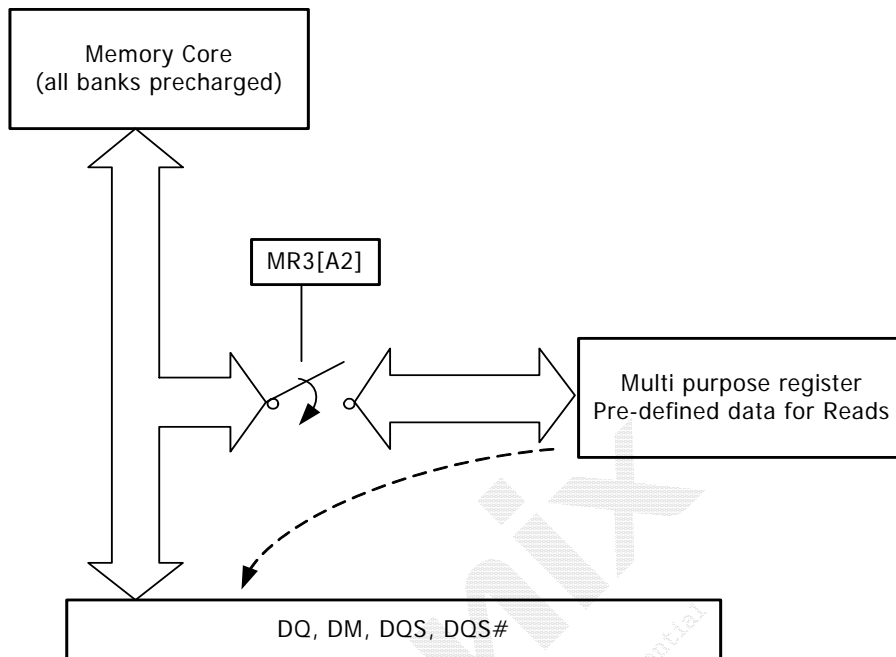 Memory Core
(all banks precharged)
MR3[A2]
Multi purpose register
Pre-defined data for Reads
DQ, DM, DQS, DQS#